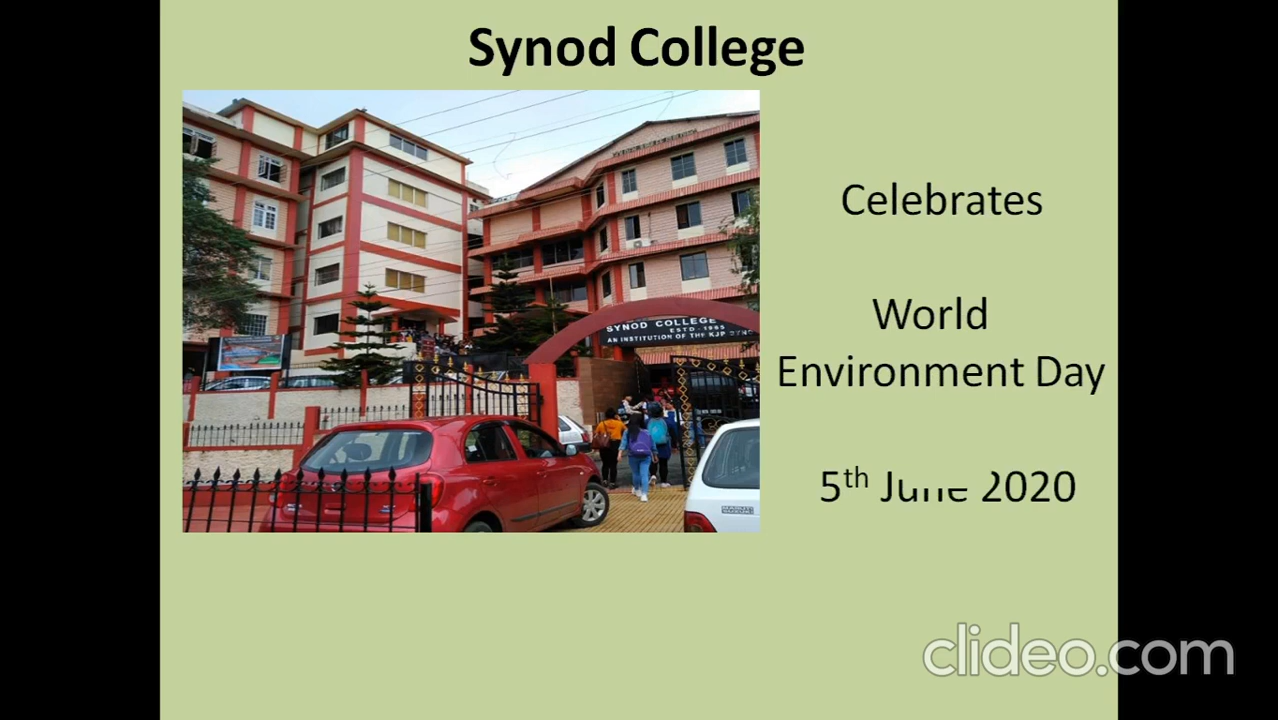 Synod College
Celebrates
World
Environment Day
5th June 2020
SYNOD COLLEGE
ESTD - 1965
AN INSTITUTION OF THE KJP SYNO
clideo.com